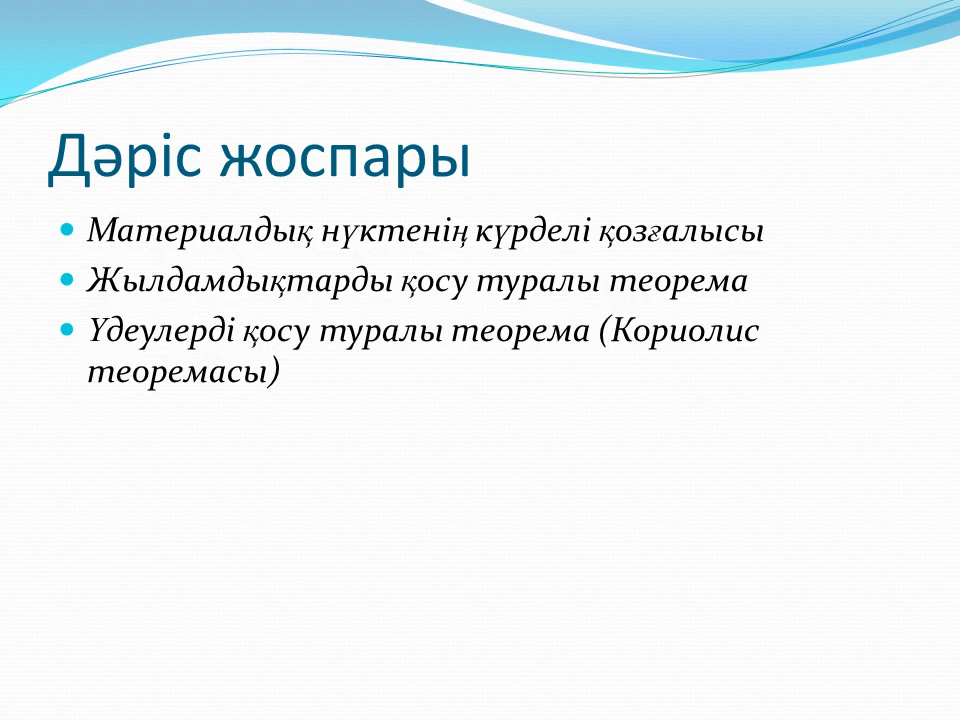 Дәріс жоспары
Материалдық нүктенің күрделі қозғалысы
Жылдамдықтарды қосу туралы теорема
Үдеулерді қосу туралы теорема (Кориолис
теоремасы)